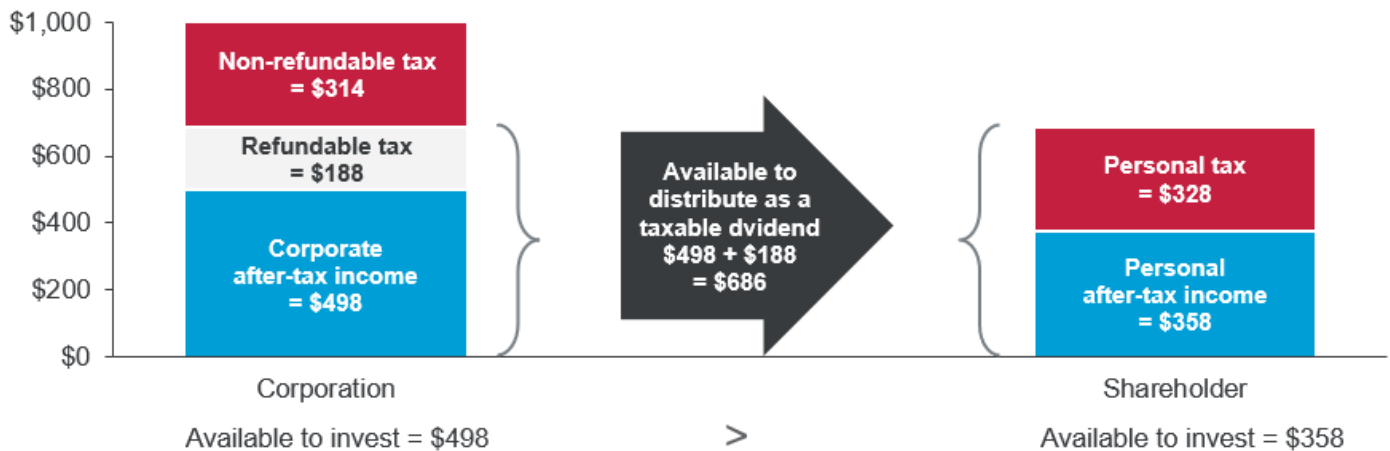 $1,000
$800
$600
$400
$200
$0
Non-refundable tax
= $314
Refundable tax
= $188
Corporate
after-tax income
= $498
Available to
distribute as a
taxable dvidend
$498 + $188
= $686
Personal tax
= $328
Personal
after-tax income
= $358
Corporation
Shareholder
Available to invest = $498
>
Available to invest = $358